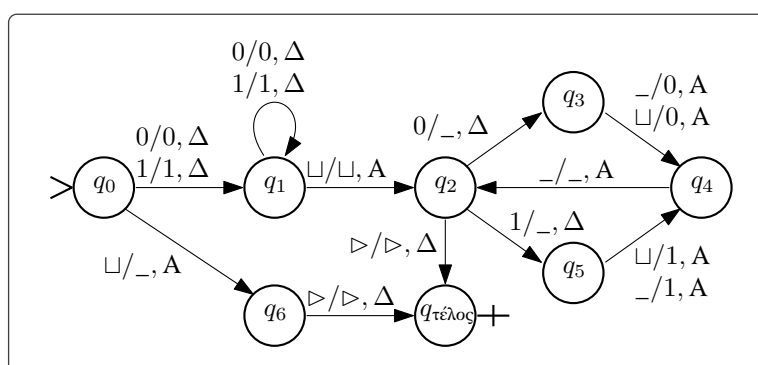 0/0, Δ
1/1, Δ
q3
_/0, A
⊔/0, A
0/_, Δ
0/0, Δ
1/1, Δ
>
q0
q1
⊔/⊔, A
q2
_/_, A
q4
1/_, Δ
▷/▷, Δ
⊔/_, A
q5
⊔/1, A
_/1, A
q6
▷/▷, Δ
qτέλος
+